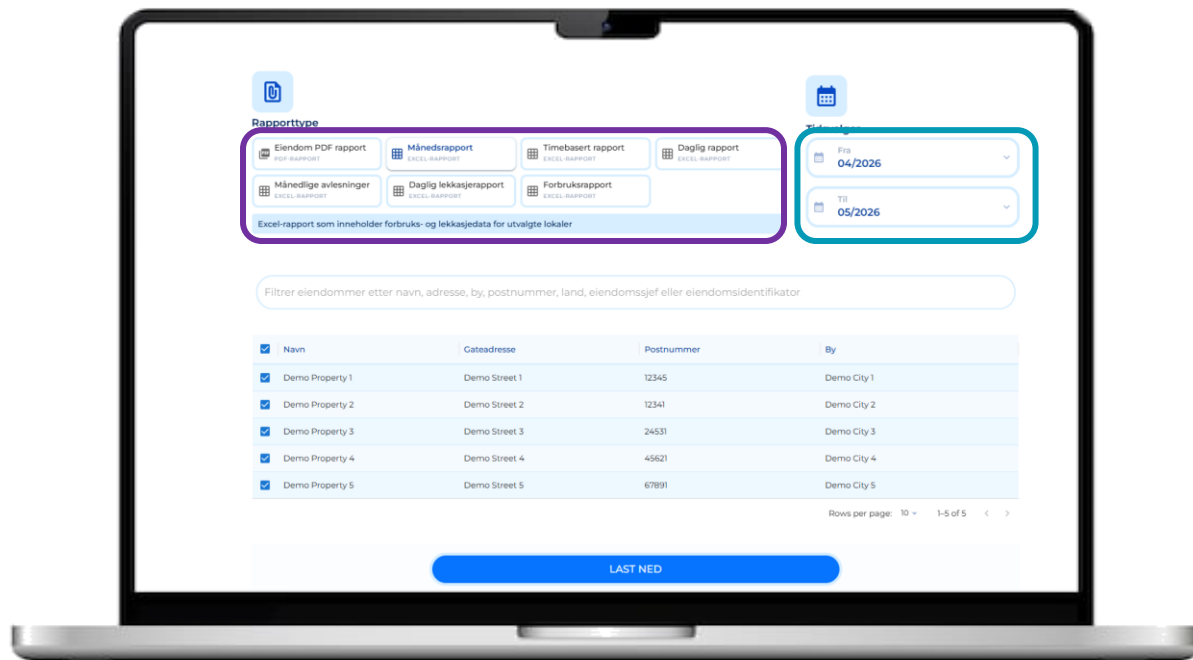 Rapporttype
Eiendom PDF rapport
PDF-RAPPORT
Månedsrapport
EXCEL-RAPPORT
Timebasert rapport
EXCEL-RAPPORT
Daglig rapport
EXCEL-RAPPORT
Månedlige avlesninger
EXCEL-RAPPORT
Daglig lekkasjerapport
EXCEL-RAPPORT
Forbruksrapport
EXCEL-RAPPORT
Excel-rapport som inneholder forbruks- og lekkasjedata for utvalgte lokaler
Fra
04/2026
Til
05/2026
Filtrer eiendommer etter navn, adresse, by, postnummer, land, eiendomssjef eller eiendomsidentifikator
Navn Gateadresse Postnummer By
Demo Property 1 Demo Street 1 12345 Demo City 1
Demo Property 2 Demo Street 2 12341 Demo City 2
Demo Property 3 Demo Street 3 24531 Demo City 3
Demo Property 4 Demo Street 4 45621 Demo City 4
Demo Property 5 Demo Street 5 67891 Demo City 5
Rows per page: 10 1–5 of 5
LAST NED